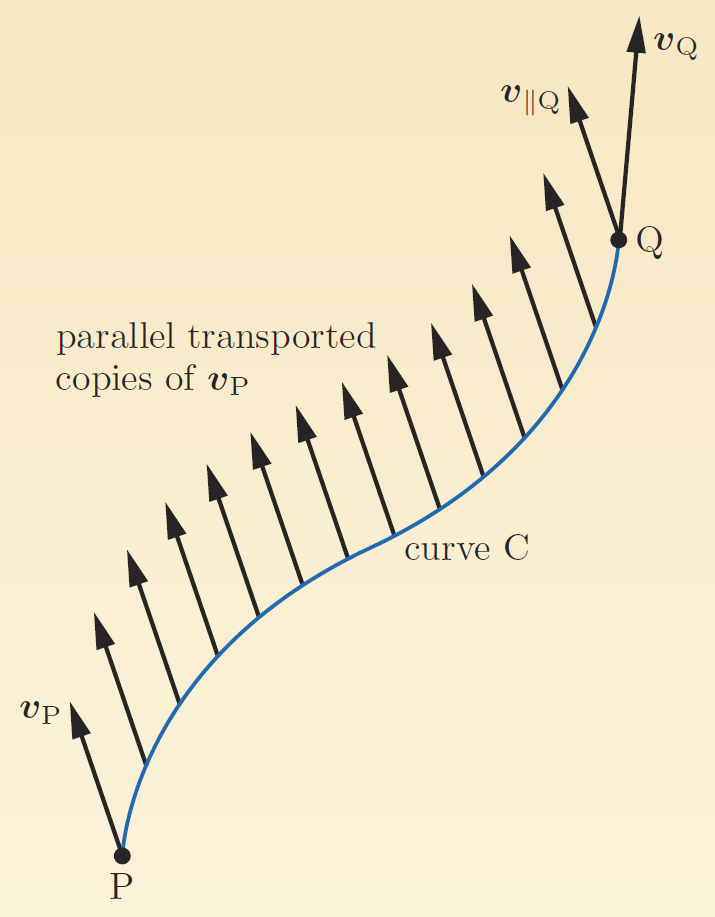 v_Q
v_∥Q
Q
parallel transported
copies of v_P
curve C
v_P
P